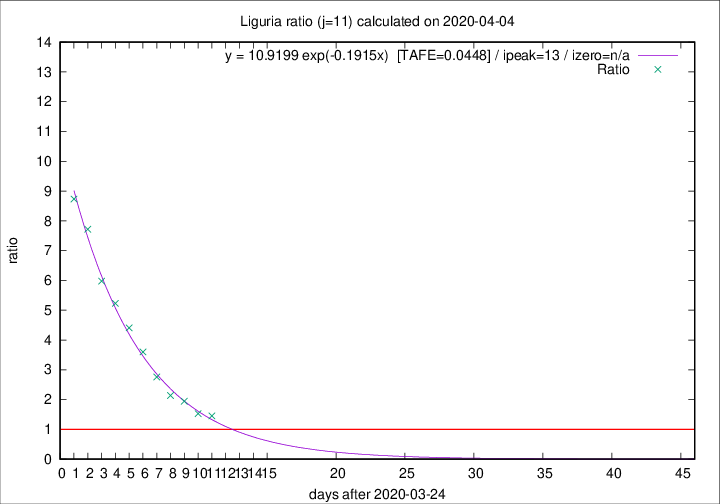 Liguria ratio (j=11) calculated on 2020-04-04
y = 10.9199 exp(-0.1915x)  [TAFE=0.0448] / ipeak=13 / izero=n/a
Ratio
14
13
12
11
10
9
8
7
6
5
4
3
2
1
0
ratio
0 1 2 3 4 5 6 7 8 9 10 11 12 13 14 15 20 25 30 35 40 45
days after 2020-03-24